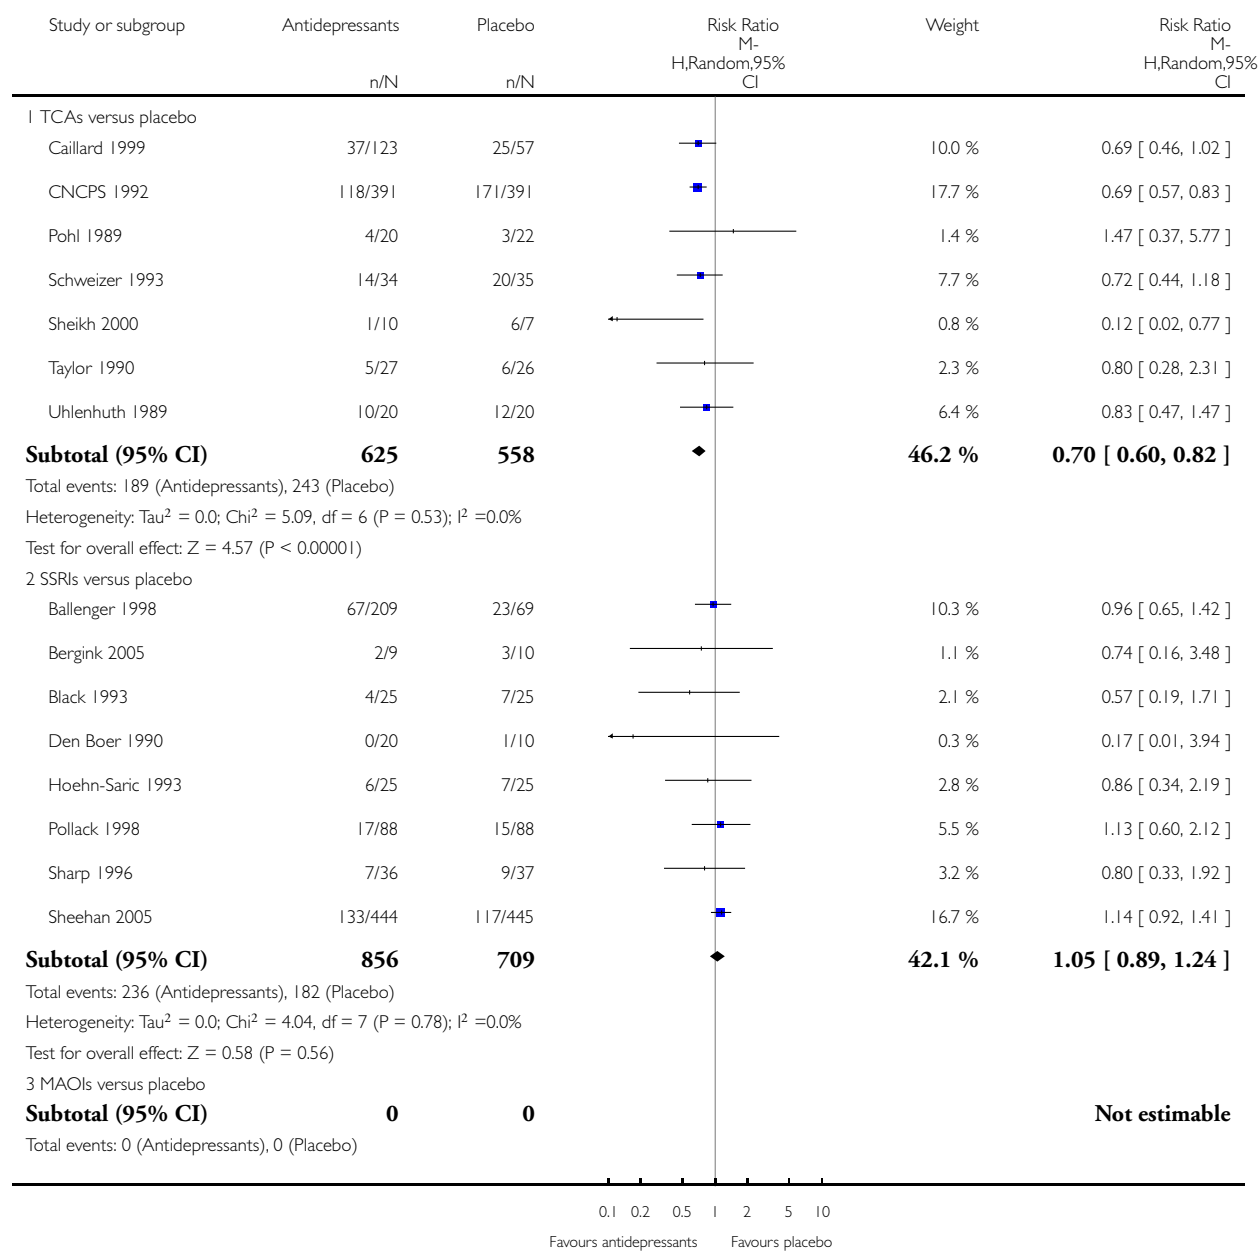 Study or subgroup Antidepressants Placebo Risk Ratio Weight Risk Ratio
M- M-
H,Random,95% H,Random,95%
n/N n/N CI CI
1 TCAs versus placebo
Caillard 1999 37/123 25/57 10.0 % 0.69 [ 0.46, 1.02 ]
CNCPS 1992 118/391 171/391 17.7 % 0.69 [ 0.57, 0.83 ]
Pohl 1989 4/20 3/22 1.4 % 1.47 [ 0.37, 5.77 ]
Schweizer 1993 14/34 20/35 7.7 % 0.72 [ 0.44, 1.18 ]
Sheikh 2000 1/10 6/7 0.8 % 0.12 [ 0.02, 0.77 ]
Taylor 1990 5/27 6/26 2.3 % 0.80 [ 0.28, 2.31 ]
Uhlenhuth 1989 10/20 12/20 6.4 % 0.83 [ 0.47, 1.47 ]
Subtotal (95% CI) 625 558 46.2 % 0.70 [ 0.60, 0.82 ]
Total events: 189 (Antidepressants), 243 (Placebo)
Heterogeneity: Tau² = 0.0; Chi² = 5.09, df = 6 (P = 0.53); I² =0.0%
Test for overall effect: Z = 4.57 (P < 0.00001)
2 SSRIs versus placebo
Ballenger 1998 67/209 23/69 10.3 % 0.96 [ 0.65, 1.42 ]
Bergink 2005 2/9 3/10 1.1 % 0.74 [ 0.16, 3.48 ]
Black 1993 4/25 7/25 2.1 % 0.57 [ 0.19, 1.71 ]
Den Boer 1990 0/20 1/10 0.3 % 0.17 [ 0.01, 3.94 ]
Hoehn-Saric 1993 6/25 7/25 2.8 % 0.86 [ 0.34, 2.19 ]
Pollack 1998 17/88 15/88 5.5 % 1.13 [ 0.60, 2.12 ]
Sharp 1996 7/36 9/37 3.2 % 0.80 [ 0.33, 1.92 ]
Sheehan 2005 133/444 117/445 16.7 % 1.14 [ 0.92, 1.41 ]
Subtotal (95% CI) 856 709 42.1 % 1.05 [ 0.89, 1.24 ]
Total events: 236 (Antidepressants), 182 (Placebo)
Heterogeneity: Tau² = 0.0; Chi² = 4.04, df = 7 (P = 0.78); I² =0.0%
Test for overall effect: Z = 0.58 (P = 0.56)
3 MAOIs versus placebo
Subtotal (95% CI) 0 0 Not estimable
Total events: 0 (Antidepressants), 0 (Placebo)
0.1 0.2 0.5 1 2 5 10
Favours antidepressants Favours placebo